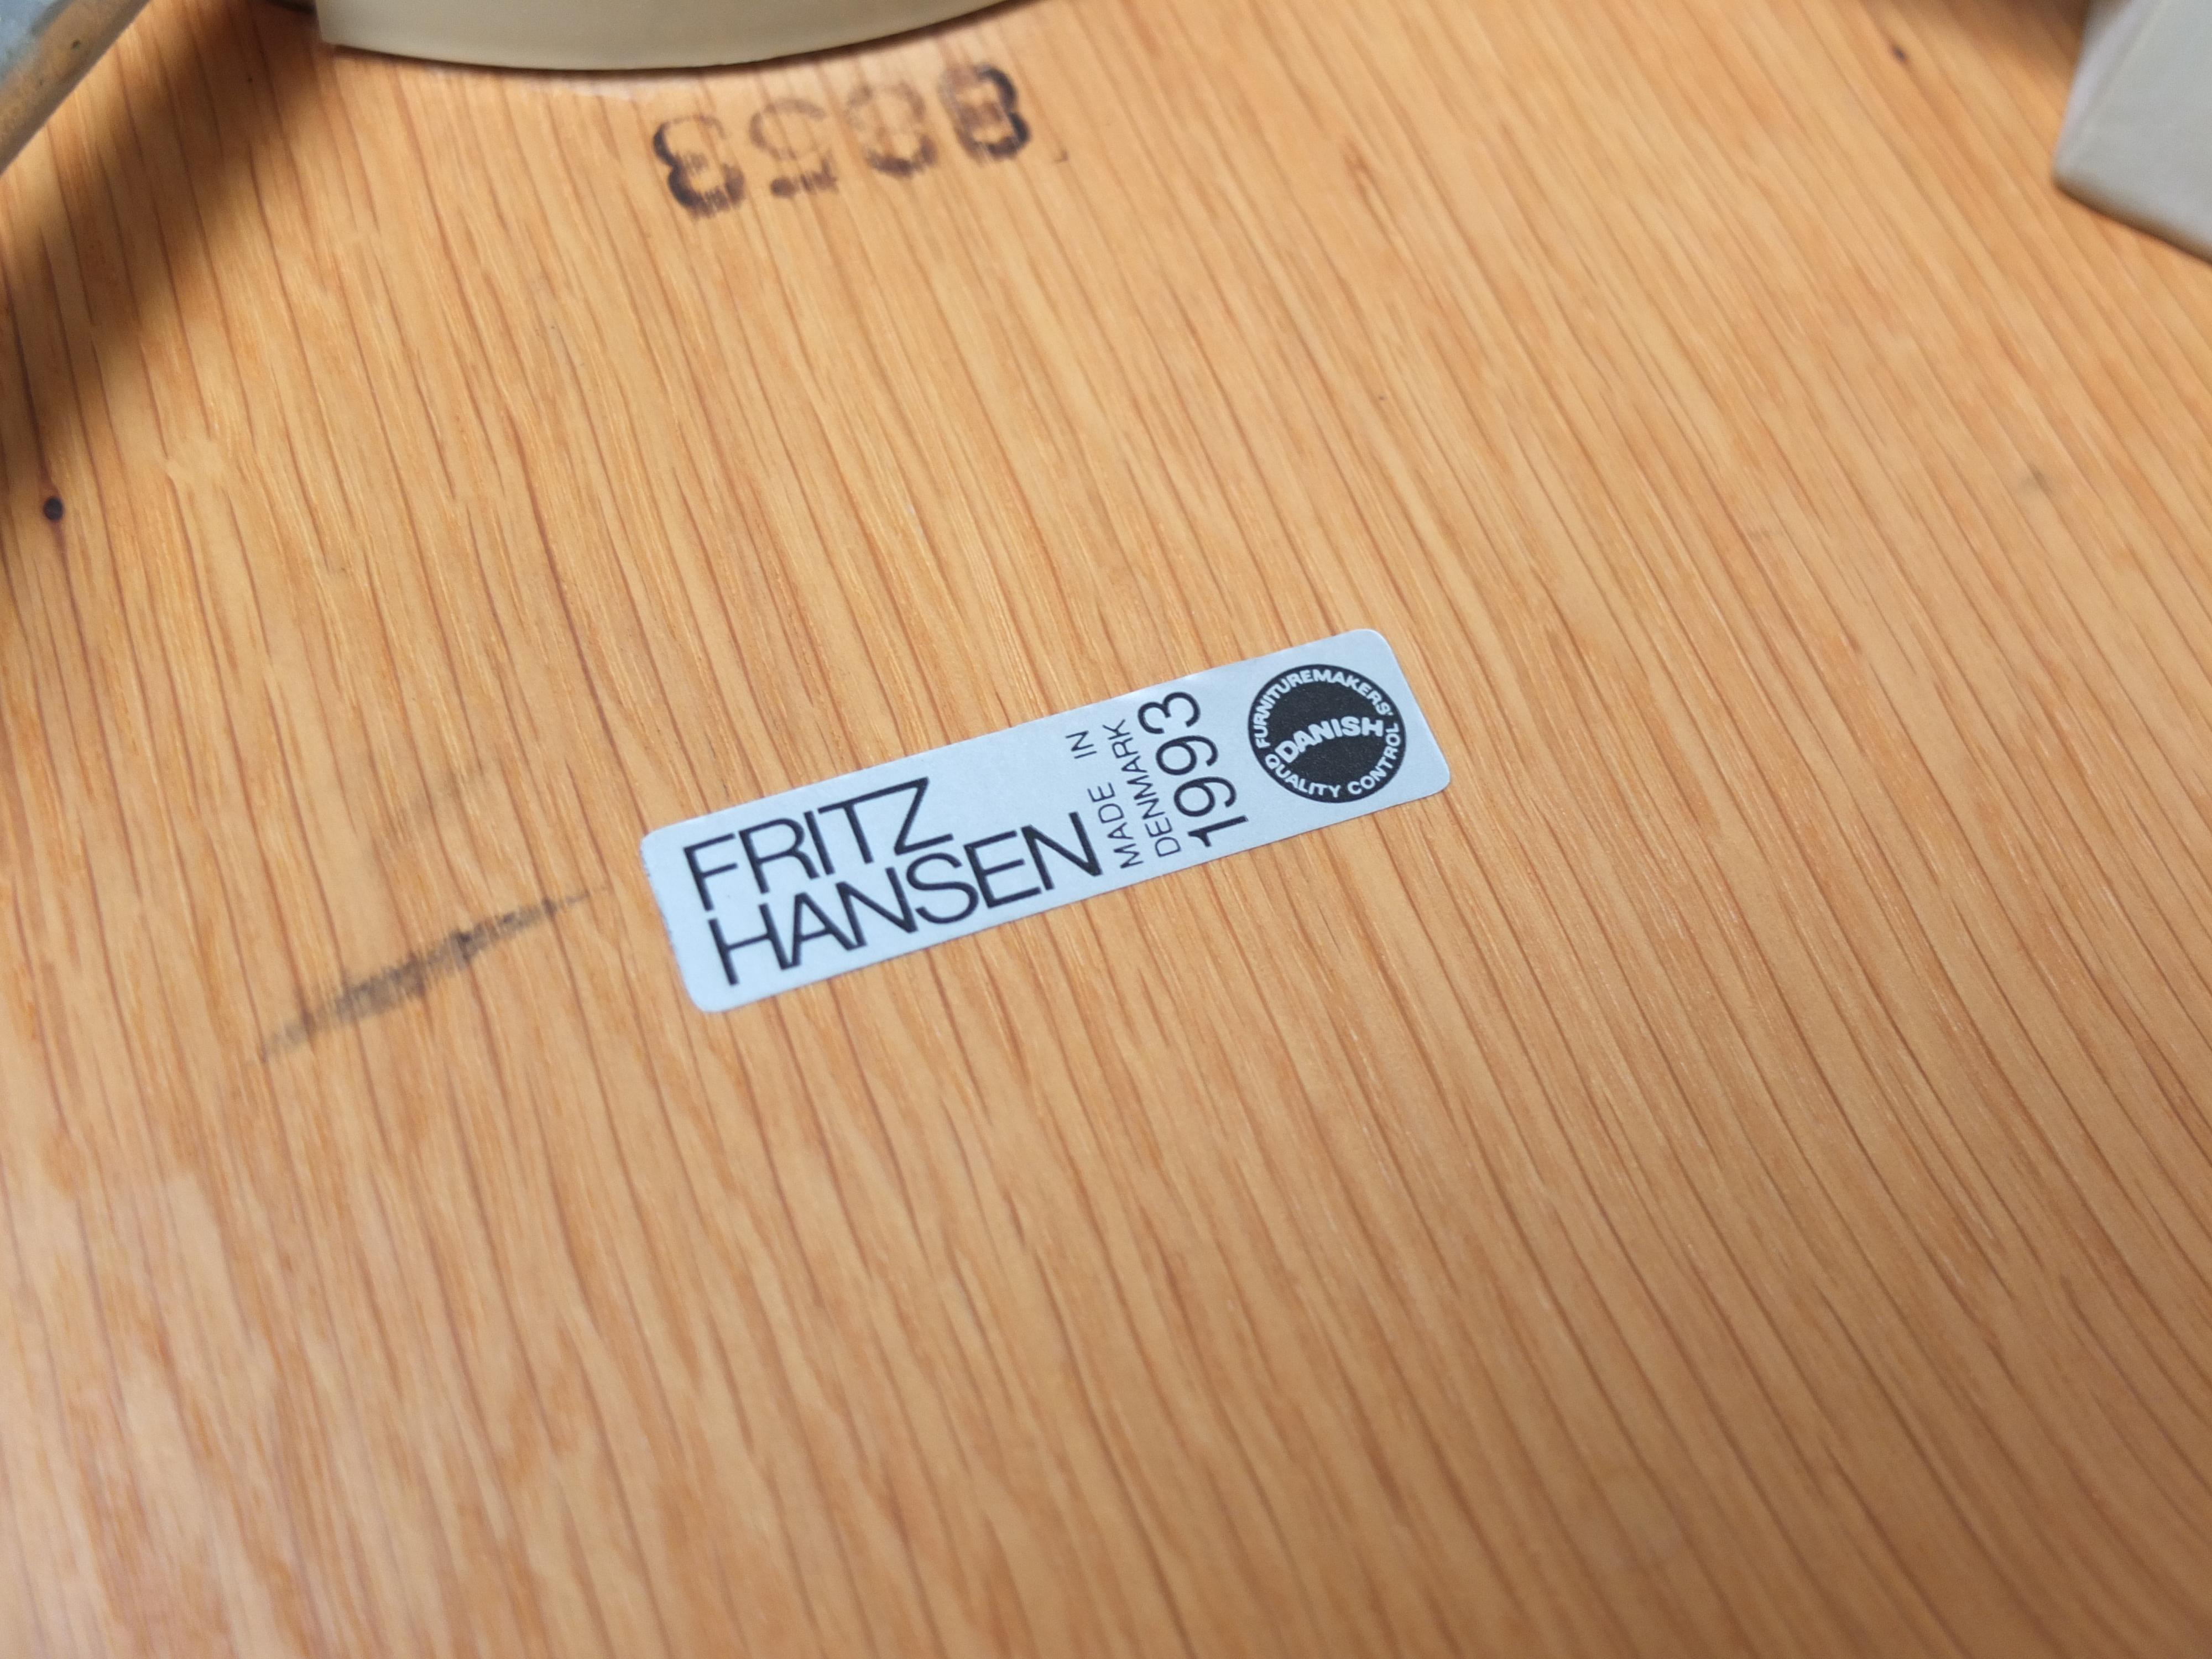 FRITZ
HANSEN
MADE IN
DENMARK
1993
FURNITUREMAKERS'
DANISH
QUALITY CONTROL